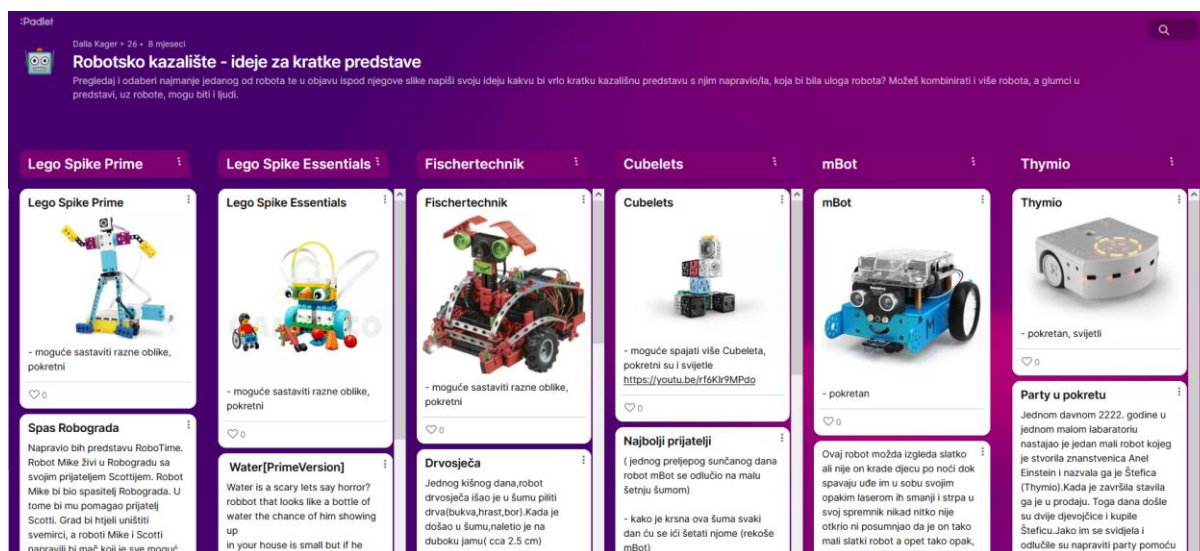 :Padlet
Dalia Kager + 26 • 8 mjeseci
Robotsko kazalište - ideje za kratke predstave
Pregledaj i odaberi najmanje jedanog od robota te u objavu ispod njegove slike napiši svoju ideju kakvu bi vrlo kratku kazališnu predstavu s njim napravio/la, koja bi bila uloga robota? Možeš kombinirati i više robota, a glumci u
predstavi, uz robote, mogu biti i ljudi.
Lego Spike Prime
Lego Spike Prime
- moguće sastaviti razne oblike,
pokretni
0
Spas Robograda
Napravio bih predstavu RoboTime.
Robot Mike živi u Robogradu sa
svojim prijateljem Scottijem. Robot
Mike bi bio spasitelj Robograda. U
tome bi mu pomagao prijatelj
Scotti. Grad bi htjeli uništiti
svemirci, a roboti Mike i Scotti
napravili bi mač koji je sve moguć
Lego Spike Essentials
Lego Spike Essentials
- moguće sastaviti razne oblike,
pokretni
0
Water[PrimeVersion]
Water is a scary lets say horror?
robbot that looks like a bottle of
water the chance of him showing
up
in your house is small but if he
Fischertechnik
Fischertechnik
- moguće sastaviti razne oblike,
pokretni
0
Drvosječa
Jednog kišnog dana,robot
drvosječa išao je u šumu piliti
drva(bukva,hrast,bor).Kada je
došao u šumu,naletio je na
duboku jamu( cca 2.5 cm)
Cubelets
Cubelets
- moguće spajati više Cubeleta,
pokretni su i svijetle
https://youtu.be/rf6KIr9MPdo
0
Najbolji prijatelji
( jednog preljepog sunčanog dana
robot mBot se odlučio na malu
šetnju šumom)
- kako je krsna ova šuma svaki
dan ću se ići šetati njome (rekoše
mBot)
mBot
mBot
- pokretan
0
Ovaj robot možda izgleda slatko
ali nije on krade djecu po noći dok
spavaju uđe im u sobu svojim
opakim laserom ih smanji i strpa u
svoj spremnik nikad nitko nije
otkrio ni posumnjao da je on tako
mali slatki robot a opet tako opak,
Thymio
Thymio
- pokretan, svijetli
0
Party u pokretu
Jednom davnom 2222. godine u
jednom malom labaratoriu
nastajao je jedan mali robot kojeg
je stvorila znanstvenica Anel
Einstein i nazvala ga je Štefica
(Thymio).Kada je završila stavila
ga je u prodaju. Toga dana došle
su dvije djevojčice i kupile
Šteficu.Jako im se svidjela i
odlučile su napraviti party pomoću